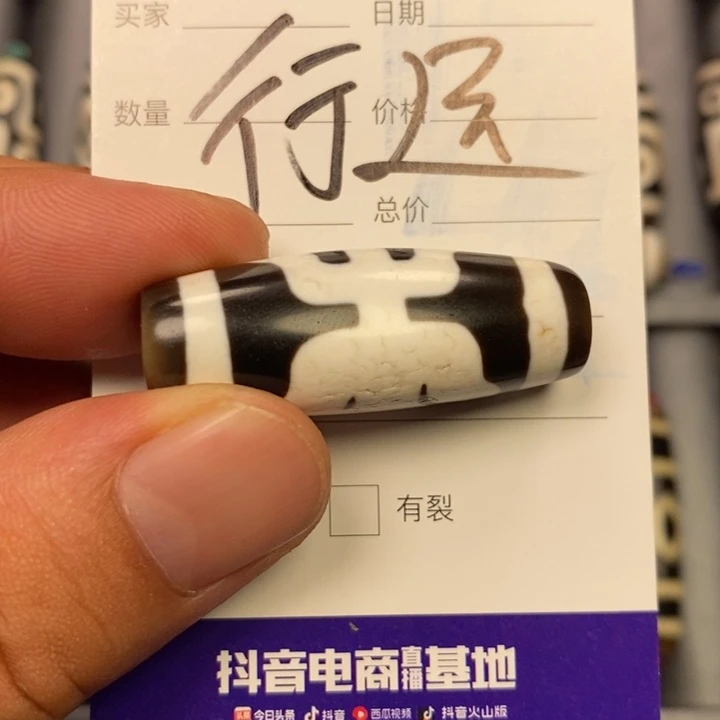 买家 日期
行运
数量 价格
总价
有裂
抖音电商直播基地
今日头条 抖音 西瓜视频 抖音火山版